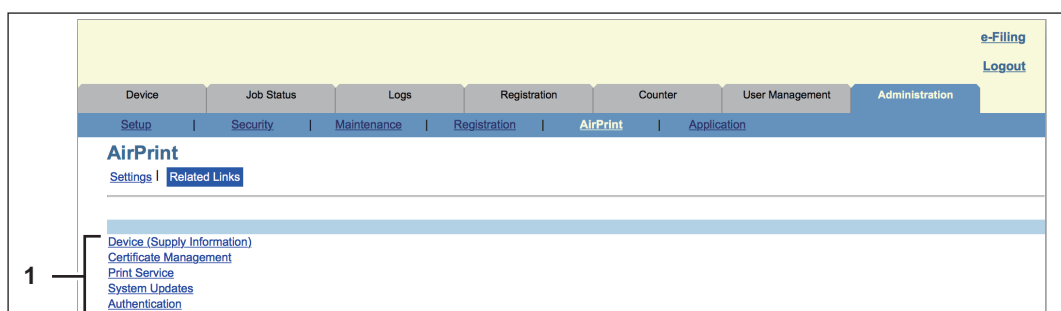 e-Filing
Logout
Device Job Status Logs Registration Counter User Management Administration
Setup | Security | Maintenance | Registration | AirPrint | Application
AirPrint
Settings | Related Links
Device (Supply Information)
Certificate Management
1
Print Service
System Updates
Authentication